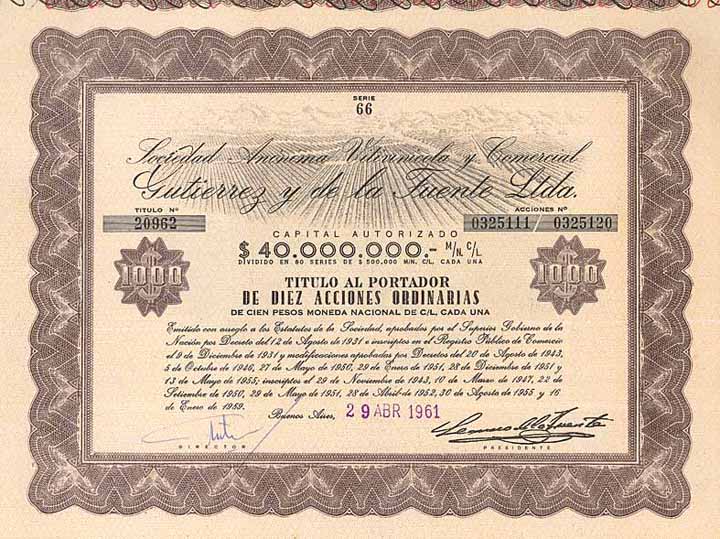 SERIE
66
Sociedad Anónima Vitivinicola y Comercial
Gutierrez y de la Fuente Ltda.
TITULO Nº
20962
ACCIONES Nº
0325111 / 0325120
CAPITAL AUTORIZADO
$ 40.000.000.- M/N. C/L.
DIVIDIDO EN 80 SERIES DE $ 500.000 M/N. C/L. CADA UNA
1000
1000
TITULO AL PORTADOR
DE DIEZ ACCIONES ORDINARIAS
DE CIEN PESOS MONEDA NACIONAL DE C/L, CADA UNA
Emitido con arreglo a los Estatutos de la Sociedad, aprobados por el Superior Gobierno de la
Nación por Decreto del 12 de Agosto de 1931 e inscriptos en el Registro Público de Comercio
el 9 de Diciembre de 1931 y modificaciones aprobadas por Decretos del 20 de Agosto de 1943,
5 de Octubre de 1946, 27 de Mayo de 1950, 29 de Enero de 1951, 28 de Diciembre de 1951 y
13 de Mayo de 1955; inscriptos el 29 de Noviembre de 1943, 10 de Marzo de 1947, 22
de Setiembre de 1950, 29 de Mayo de 1951, 28 de Abril de 1952, 30 de Agosto de 1955 y 16
de Enero de 1959.
Buenos Aires, 29 ABR 1961
DIRECTOR
PRESIDENTE